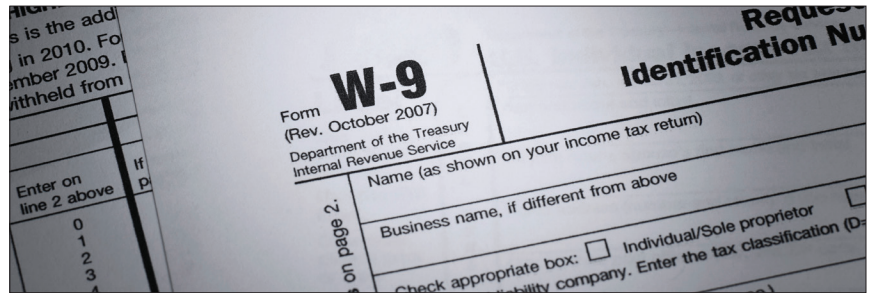 s is the add
in 2010. Fo
mber 2009.
ithheld from
Enter on
line 2 above
If
0
1
2
3
4
Form W-9
(Rev. October 2007)
Department of the Treasury
Internal Revenue Service
Reques
Identification Nu
on page 2.
Name (as shown on your income tax return)
Business name, if different from above
Check appropriate box: Individual/Sole proprietor
bility company. Enter the tax classification (D=